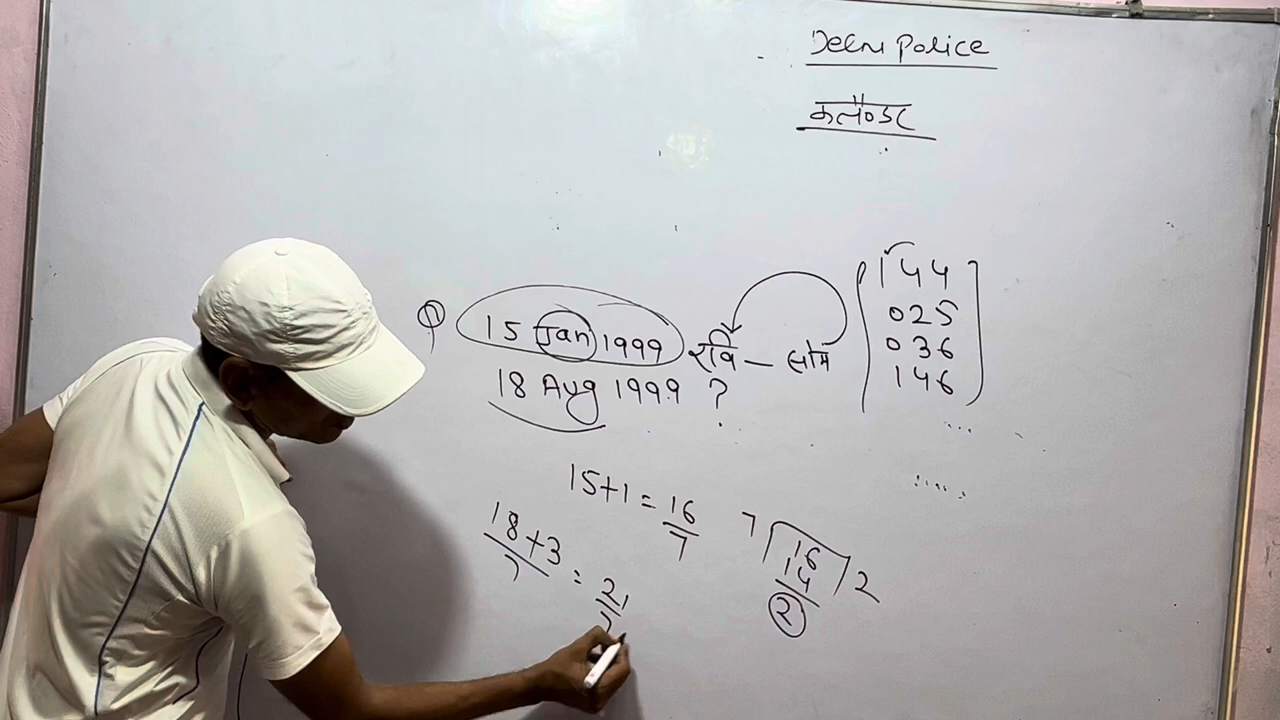 Delhi Police
कलैण्डर
① 15 Jan 1999 रवि — सोम
18 Aug 1999 ?
144
025
036
146
15+1 = 16/7
7) 16 (2
14
2
18+3/7 = 21/7